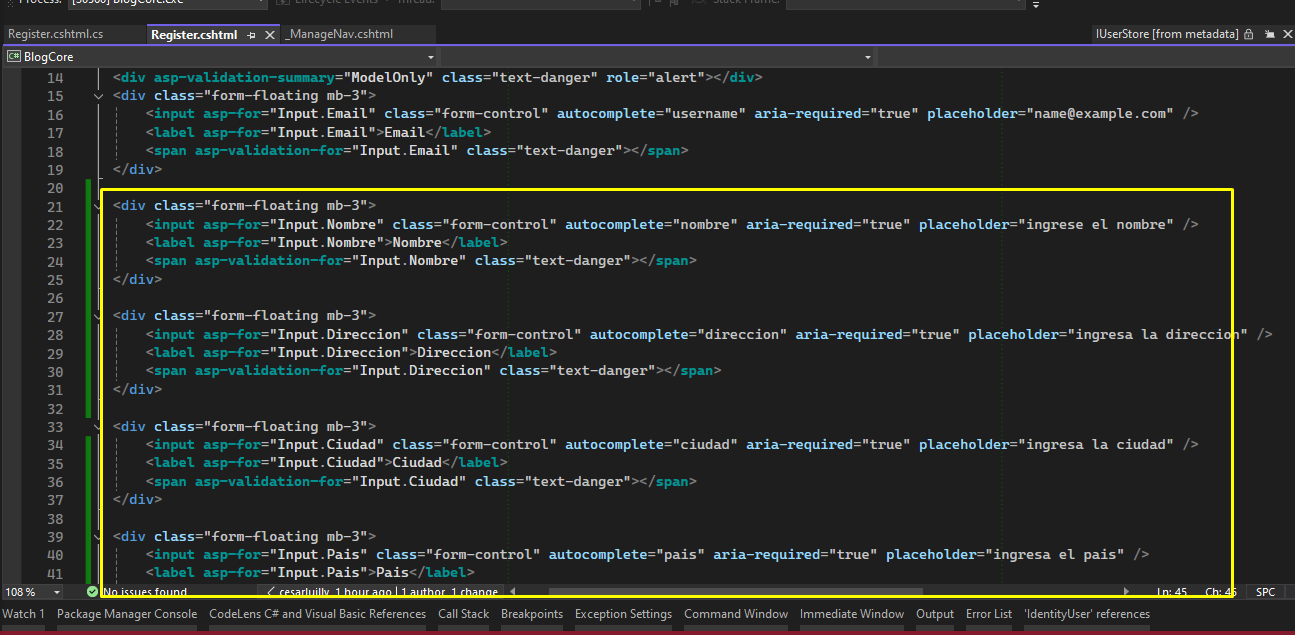 Process: [30300] BlogCore.exe Lifecycle Events Thread: Stack Frame:
Register.cshtml.cs Register.cshtml _ManageNav.cshtml IUserStore [from metadata]
C# BlogCore
14 <div asp-validation-summary="ModelOnly" class="text-danger" role="alert"></div>
15 <div class="form-floating mb-3">
16 <input asp-for="Input.Email" class="form-control" autocomplete="username" aria-required="true" placeholder="name@example.com" />
17 <label asp-for="Input.Email">Email</label>
18 <span asp-validation-for="Input.Email" class="text-danger"></span>
19 </div>
20
21 <div class="form-floating mb-3">
22 <input asp-for="Input.Nombre" class="form-control" autocomplete="nombre" aria-required="true" placeholder="ingrese el nombre" />
23 <label asp-for="Input.Nombre">Nombre</label>
24 <span asp-validation-for="Input.Nombre" class="text-danger"></span>
25 </div>
26
27 <div class="form-floating mb-3">
28 <input asp-for="Input.Direccion" class="form-control" autocomplete="direccion" aria-required="true" placeholder="ingresa la direccion" />
29 <label asp-for="Input.Direccion">Direccion</label>
30 <span asp-validation-for="Input.Direccion" class="text-danger"></span>
31 </div>
32
33 <div class="form-floating mb-3">
34 <input asp-for="Input.Ciudad" class="form-control" autocomplete="ciudad" aria-required="true" placeholder="ingresa la ciudad" />
35 <label asp-for="Input.Ciudad">Ciudad</label>
36 <span asp-validation-for="Input.Ciudad" class="text-danger"></span>
37 </div>
38
39 <div class="form-floating mb-3">
40 <input asp-for="Input.Pais" class="form-control" autocomplete="pais" aria-required="true" placeholder="ingresa el pais" />
41 <label asp-for="Input.Pais">Pais</label>
108 % No issues found cesarluilly, 1 hour ago | 1 author, 1 change Ln: 45 Ch: 45 SPC
Watch 1 Package Manager Console CodeLens C# and Visual Basic References Call Stack Breakpoints Exception Settings Command Window Immediate Window Output Error List 'IdentityUser' references